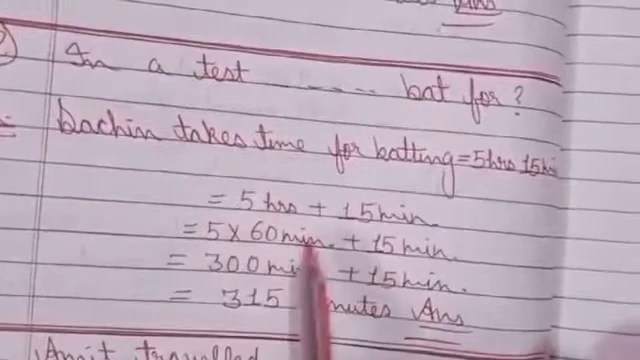 In a test ...... bat for?
Sachin takes time for batting = 5hrs 15min
= 5 hrs + 15 min.
= 5 × 60 min. + 15 min.
= 300 min + 15 min.
= 315 nutes Ans
Amit travelled